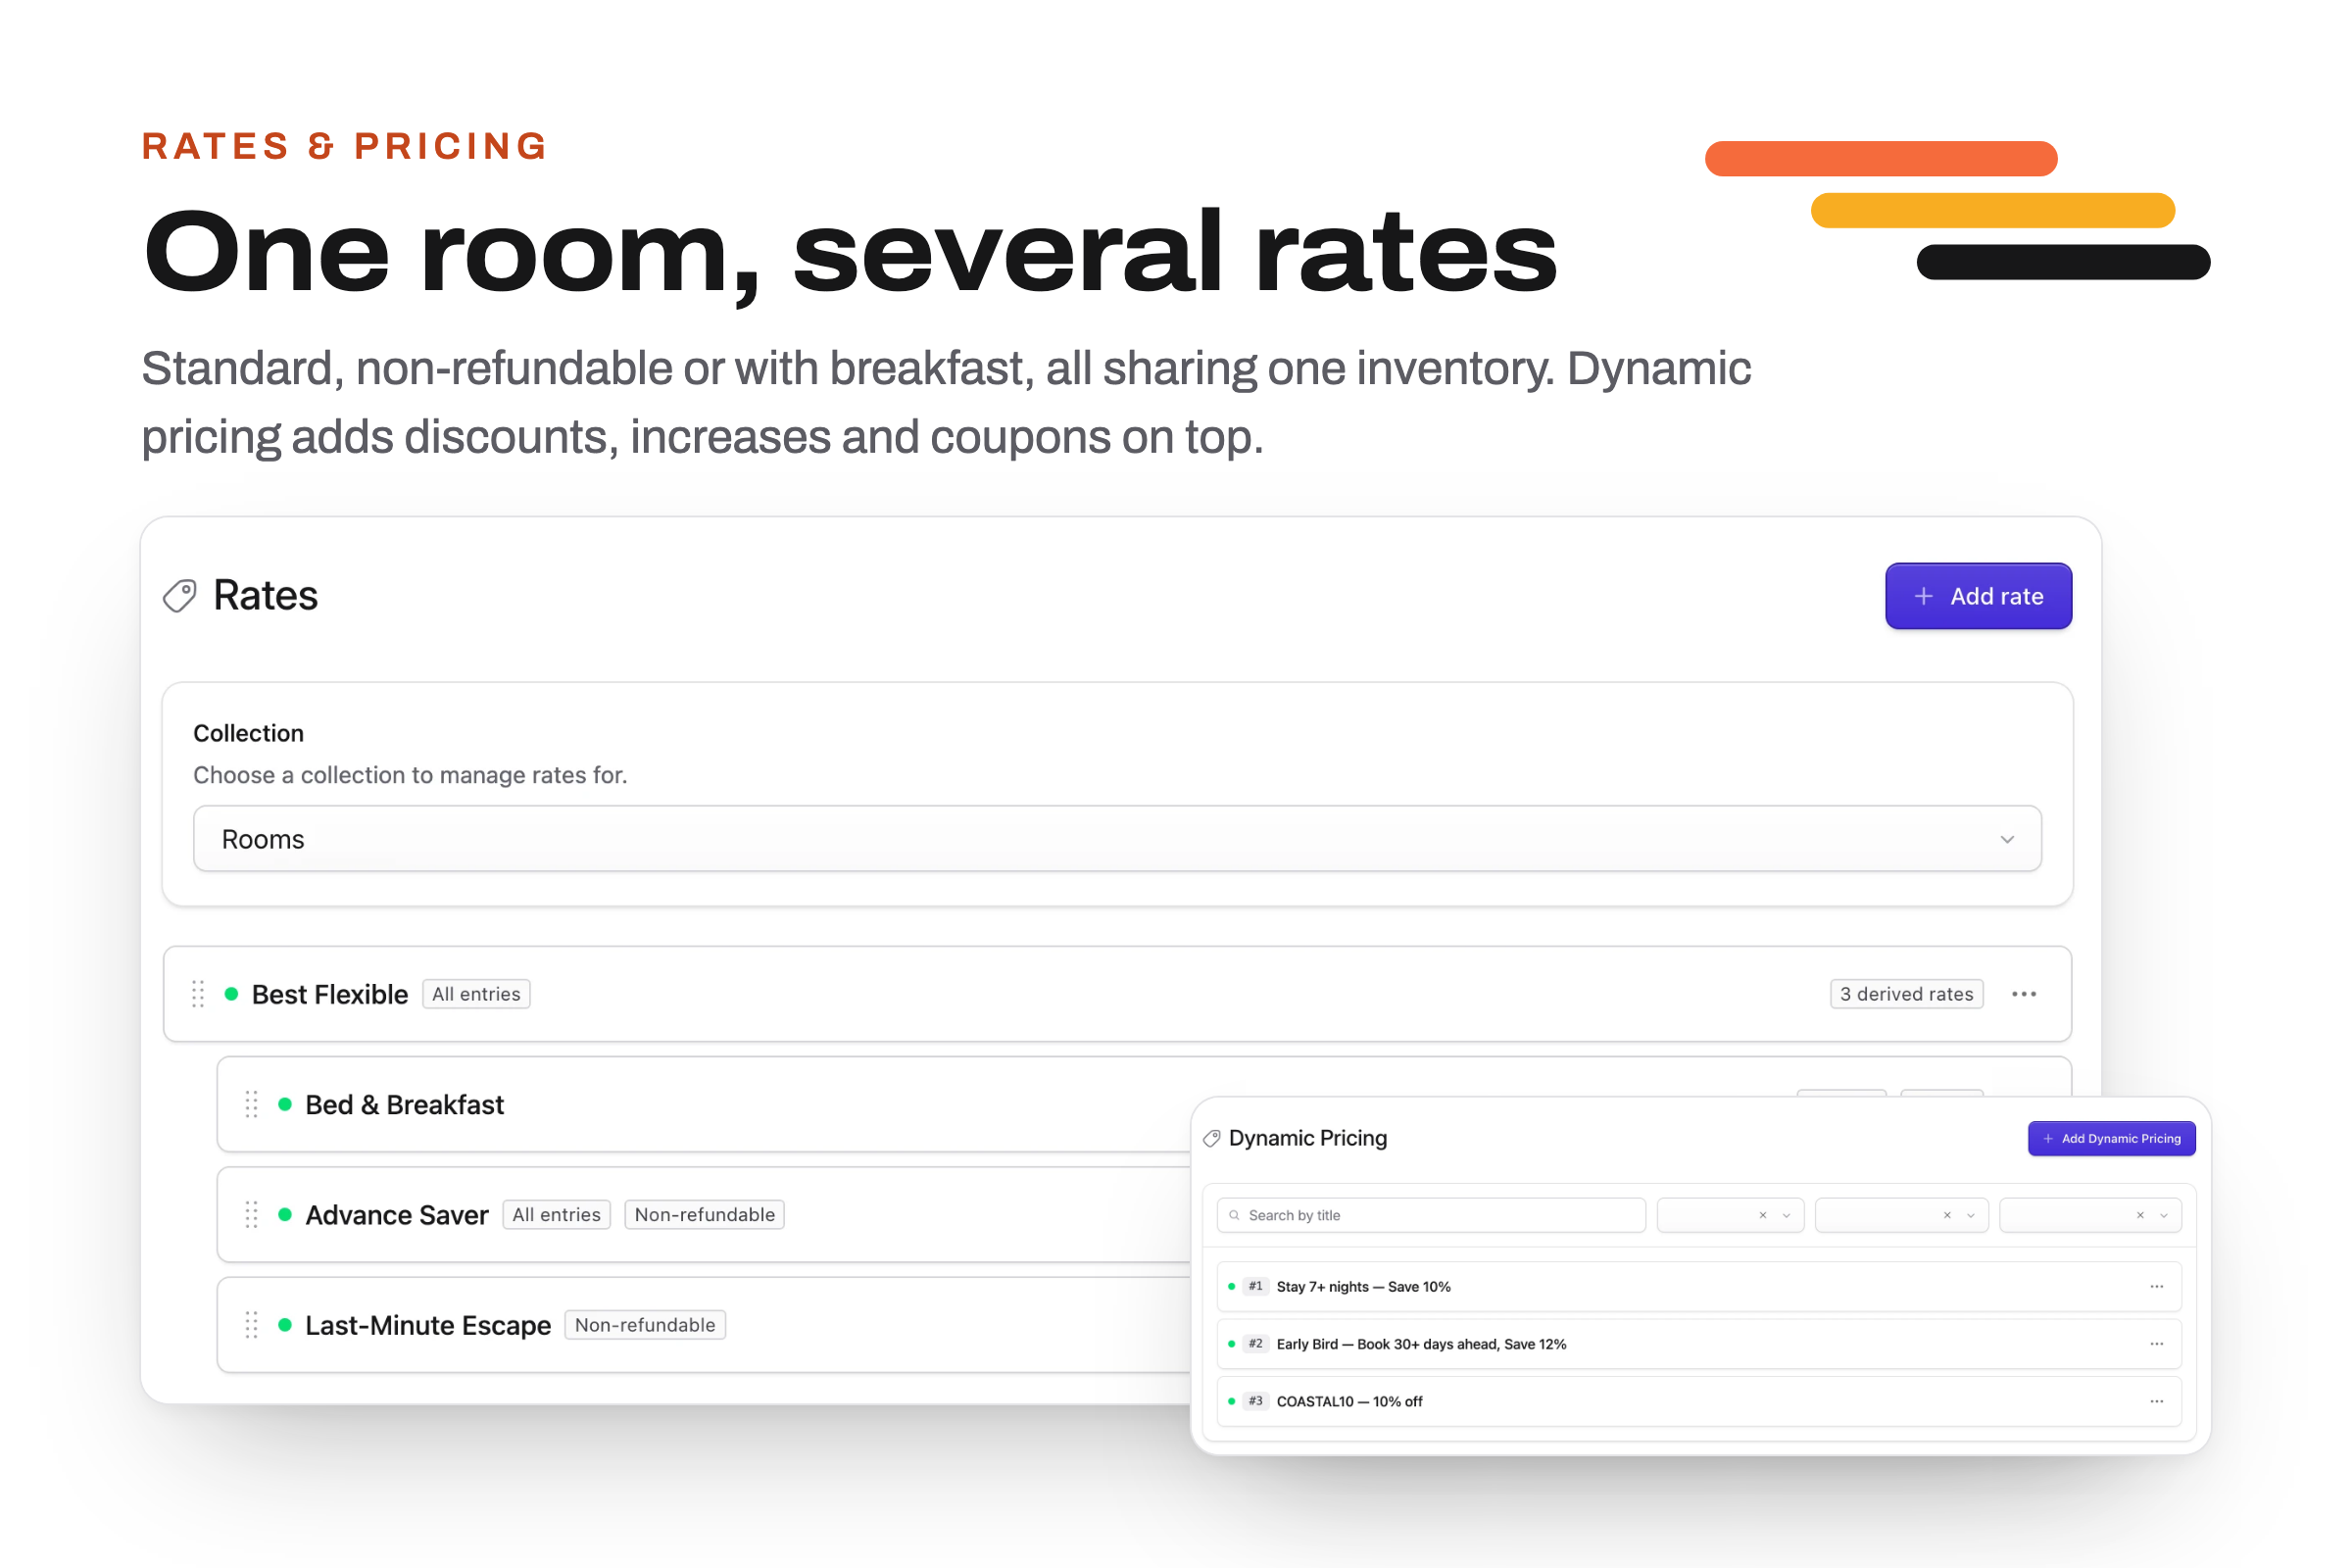 RATES & PRICING
One room, several rates
Standard, non-refundable or with breakfast, all sharing one inventory. Dynamic
pricing adds discounts, increases and coupons on top.
Rates
Add rate
Collection
Choose a collection to manage rates for.
Rooms
Best Flexible All entries 3 derived rates
Bed & Breakfast
Advance Saver All entries Non-refundable
Last-Minute Escape Non-refundable
Dynamic Pricing
Add Dynamic Pricing
Search by title
#1 Stay 7+ nights — Save 10%
#2 Early Bird — Book 30+ days ahead, Save 12%
#3 COASTAL10 — 10% off